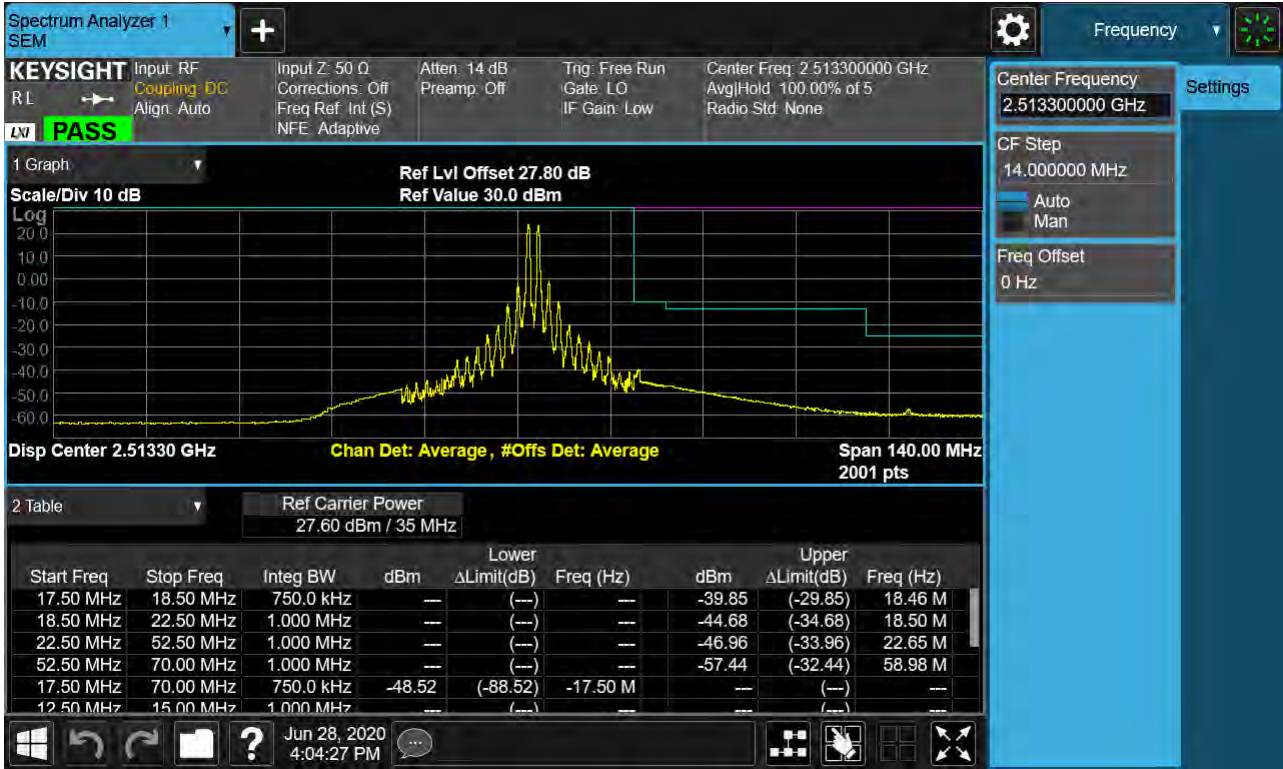 Spectrum Analyzer 1
SEM
Frequency
KEYSIGHT
R L
LXI
PASS
Input: RF
Coupling: DC
Align: Auto
Input Z: 50 Ω
Corrections: Off
Freq Ref: Int (S)
NFE: Adaptive
Atten: 14 dB
Preamp: Off
Trig: Free Run
Gate: LO
IF Gain: Low
Center Freq: 2.513300000 GHz
Avg|Hold: 100.00% of 5
Radio Std: None
Center Frequency
2.513300000 GHz
Settings
CF Step
14.000000 MHz
Auto
Man
Freq Offset
0 Hz
1 Graph
Scale/Div 10 dB
Ref Lvl Offset 27.80 dB
Ref Value 30.0 dBm
Log
20.0
10.0
0.00
-10.0
-20.0
-30.0
-40.0
-50.0
-60.0
Disp Center 2.51330 GHz
Chan Det: Average, #Offs Det: Average
Span 140.00 MHz
2001 pts
2 Table
Ref Carrier Power
27.60 dBm / 35 MHz
Lower Upper
Start Freq Stop Freq Integ BW dBm ΔLimit(dB) Freq (Hz) dBm ΔLimit(dB) Freq (Hz)
17.50 MHz 18.50 MHz 750.0 kHz --- (---) --- -39.85 (-29.85) 18.46 M
18.50 MHz 22.50 MHz 1.000 MHz --- (---) --- -44.68 (-34.68) 18.50 M
22.50 MHz 52.50 MHz 1.000 MHz --- (---) --- -46.96 (-33.96) 22.65 M
52.50 MHz 70.00 MHz 1.000 MHz --- (---) --- -57.44 (-32.44) 58.98 M
17.50 MHz 70.00 MHz 750.0 kHz -48.52 (-88.52) -17.50 M --- (---) ---
12.50 MHz 15.00 MHz 1.000 MHz --- (---) --- --- (---) ---
Jun 28, 2020
4:04:27 PM